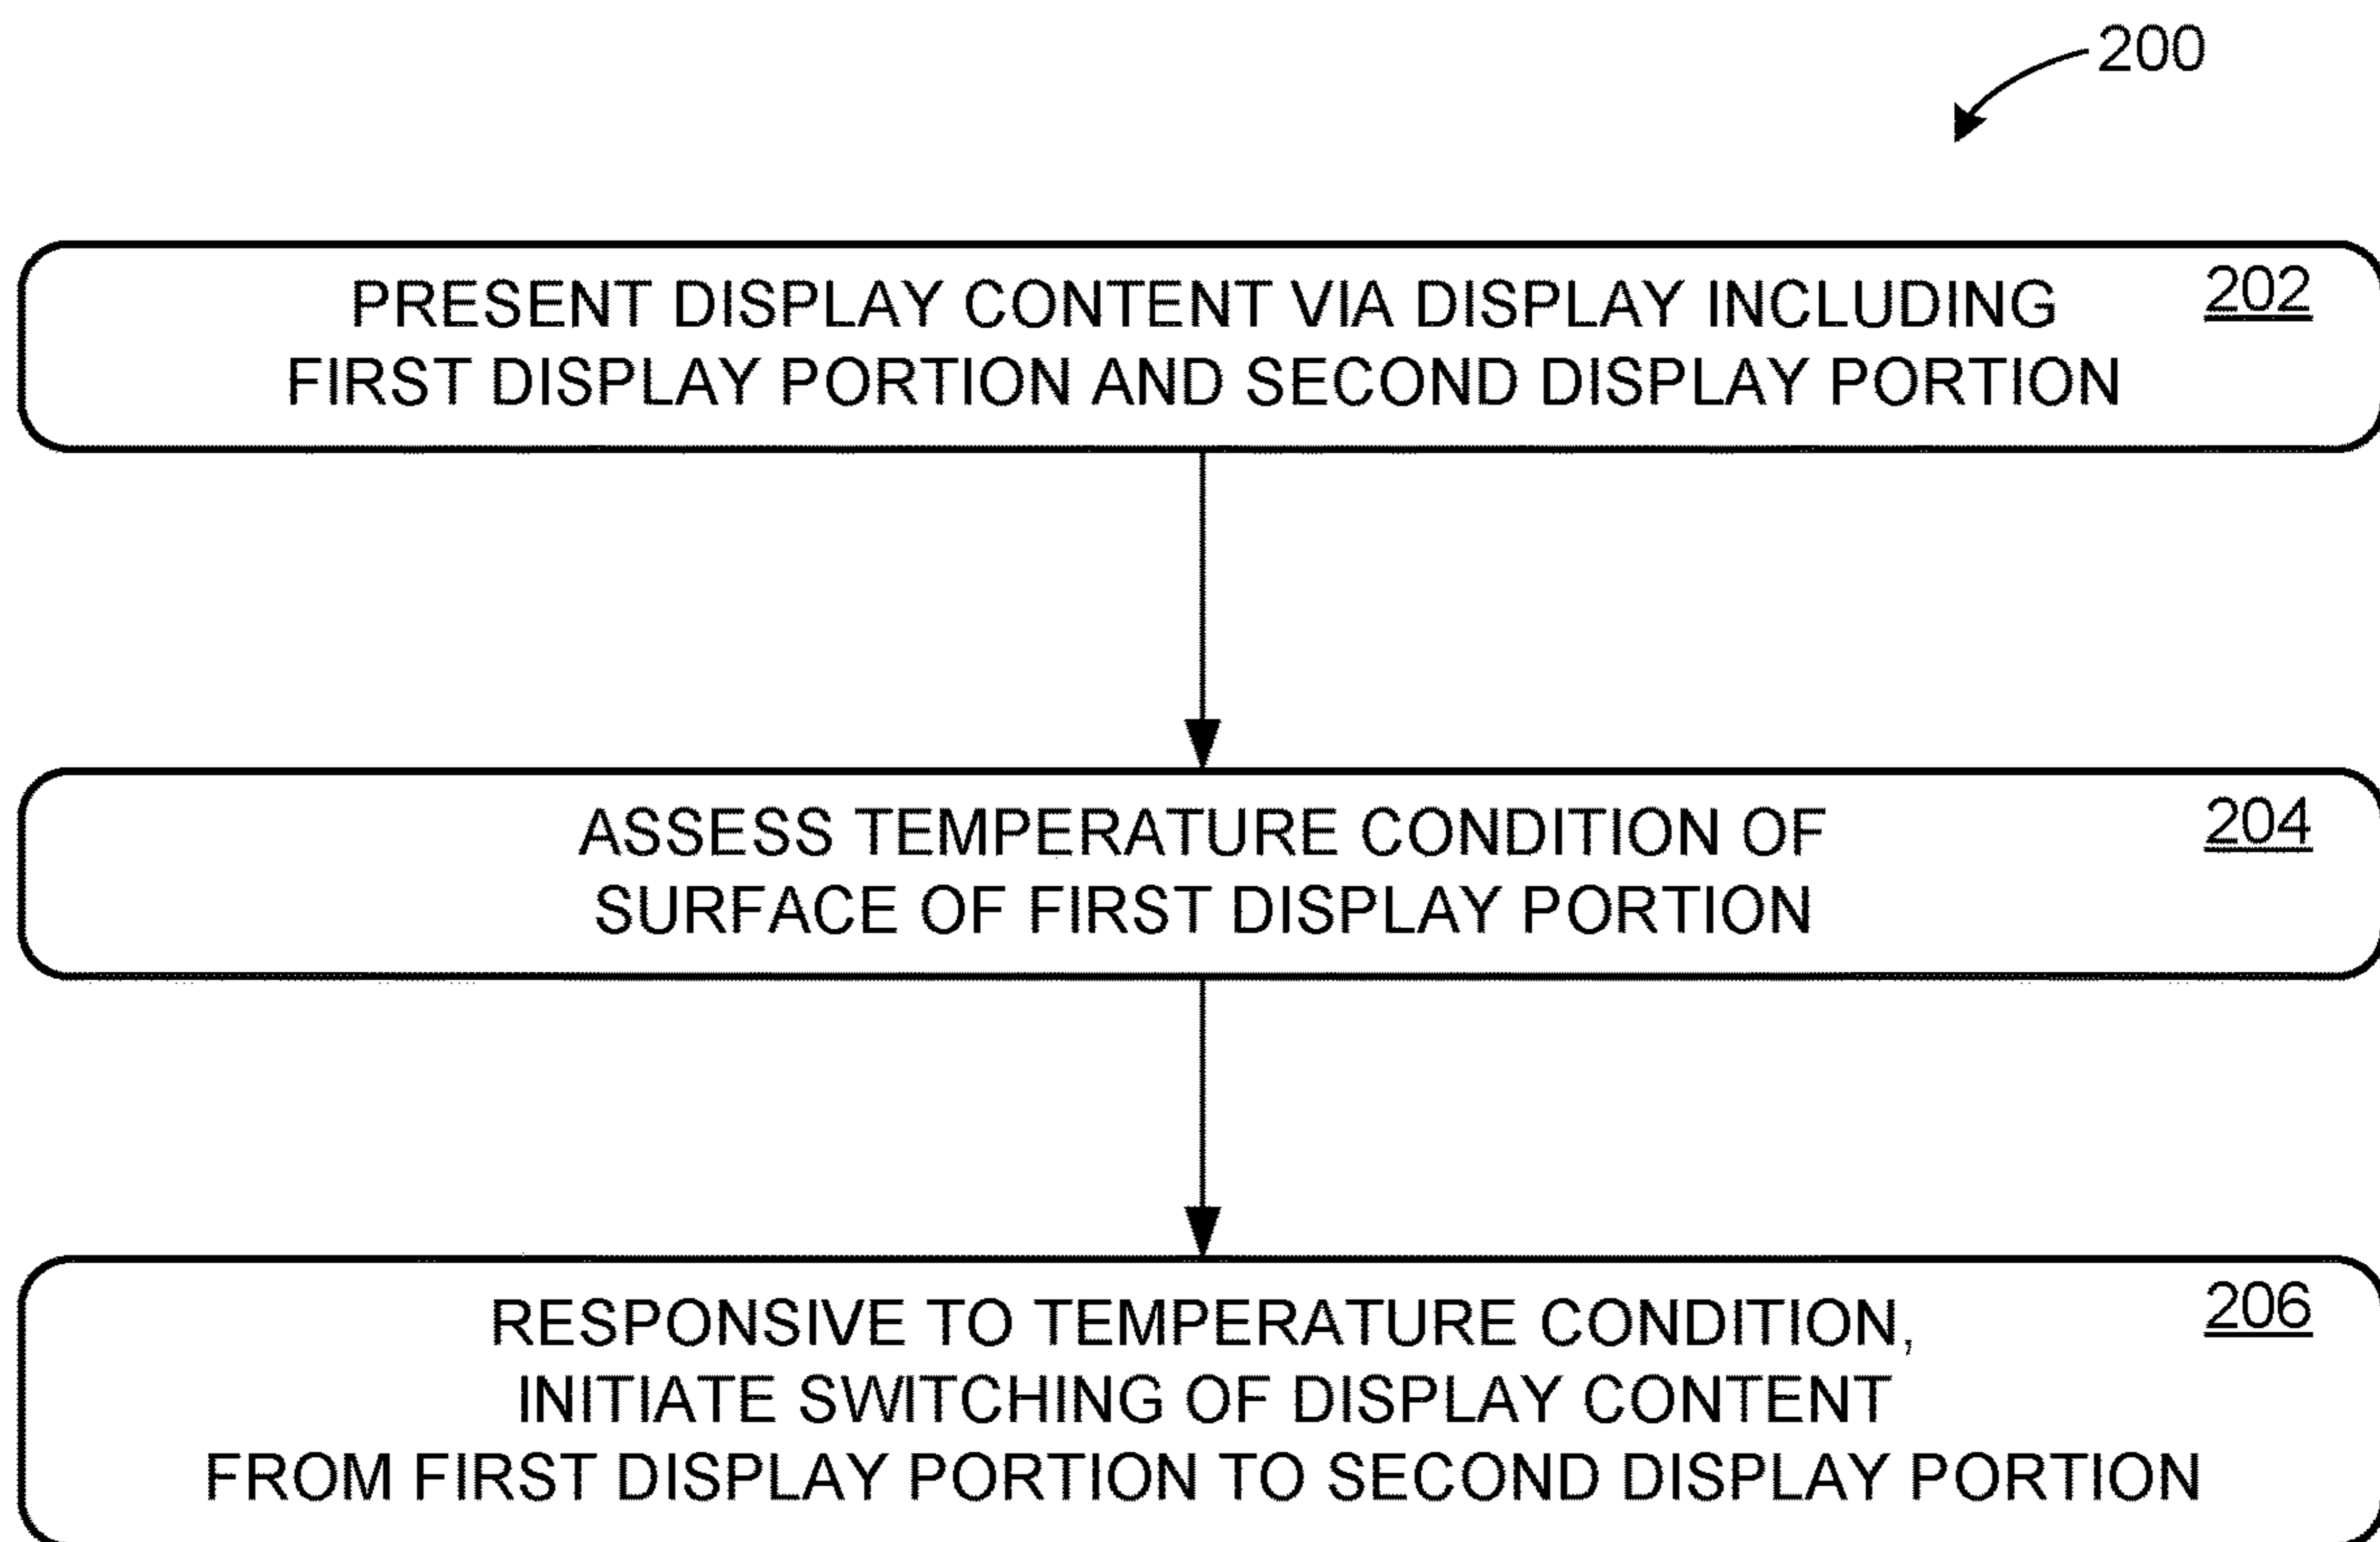 200
PRESENT DISPLAY CONTENT VIA DISPLAY INCLUDING 202
FIRST DISPLAY PORTION AND SECOND DISPLAY PORTION
ASSESS TEMPERATURE CONDITION OF 204
SURFACE OF FIRST DISPLAY PORTION
RESPONSIVE TO TEMPERATURE CONDITION, 206
INITIATE SWITCHING OF DISPLAY CONTENT
FROM FIRST DISPLAY PORTION TO SECOND DISPLAY PORTION